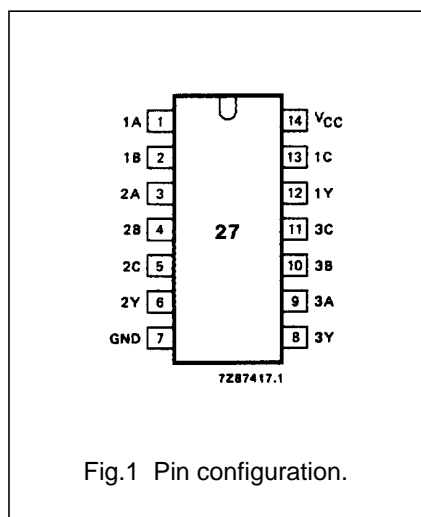 1A 1 14 VCC
1B 2 13 1C
2A 3 12 1Y
2B 4 27 11 3C
2C 5 10 3B
2Y 6 9 3A
GND 7 8 3Y
7Z87417.1
Fig.1 Pin configuration.